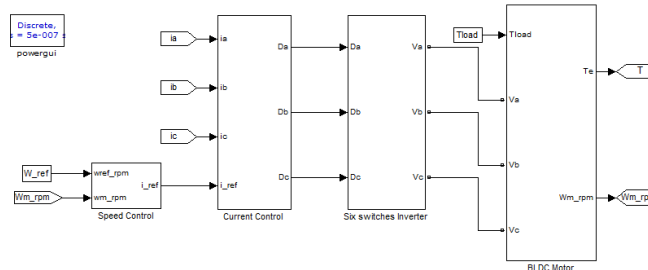 Discrete,
s = 5e-007 s
powergui
ia
ib
ic
W_ref
Wm_rpm
wref_rpm
wm_rpm
i_ref
Speed Control
ia
ib
ic
i_ref
Da
Db
Dc
Current Control
Da
Db
Dc
Va
Vb
Vc
Six switches Inverter
Tload
Tload
Va
Vb
Vc
Te
Wm_rpm
BLDC Motor
T